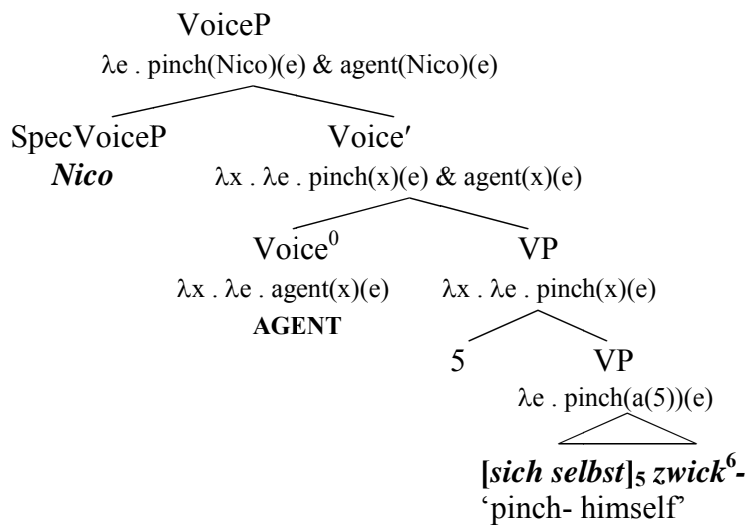 VoiceP
λe . pinch(Nico)(e) & agent(Nico)(e)
SpecVoiceP Voice′
Nico λx . λe . pinch(x)(e) & agent(x)(e)
Voice⁰ VP
λx . λe . agent(x)(e) λx . λe . pinch(x)(e)
AGENT
5 VP
λe . pinch(a(5))(e)
[sich selbst]₅ zwick⁶-
‘pinch- himself’